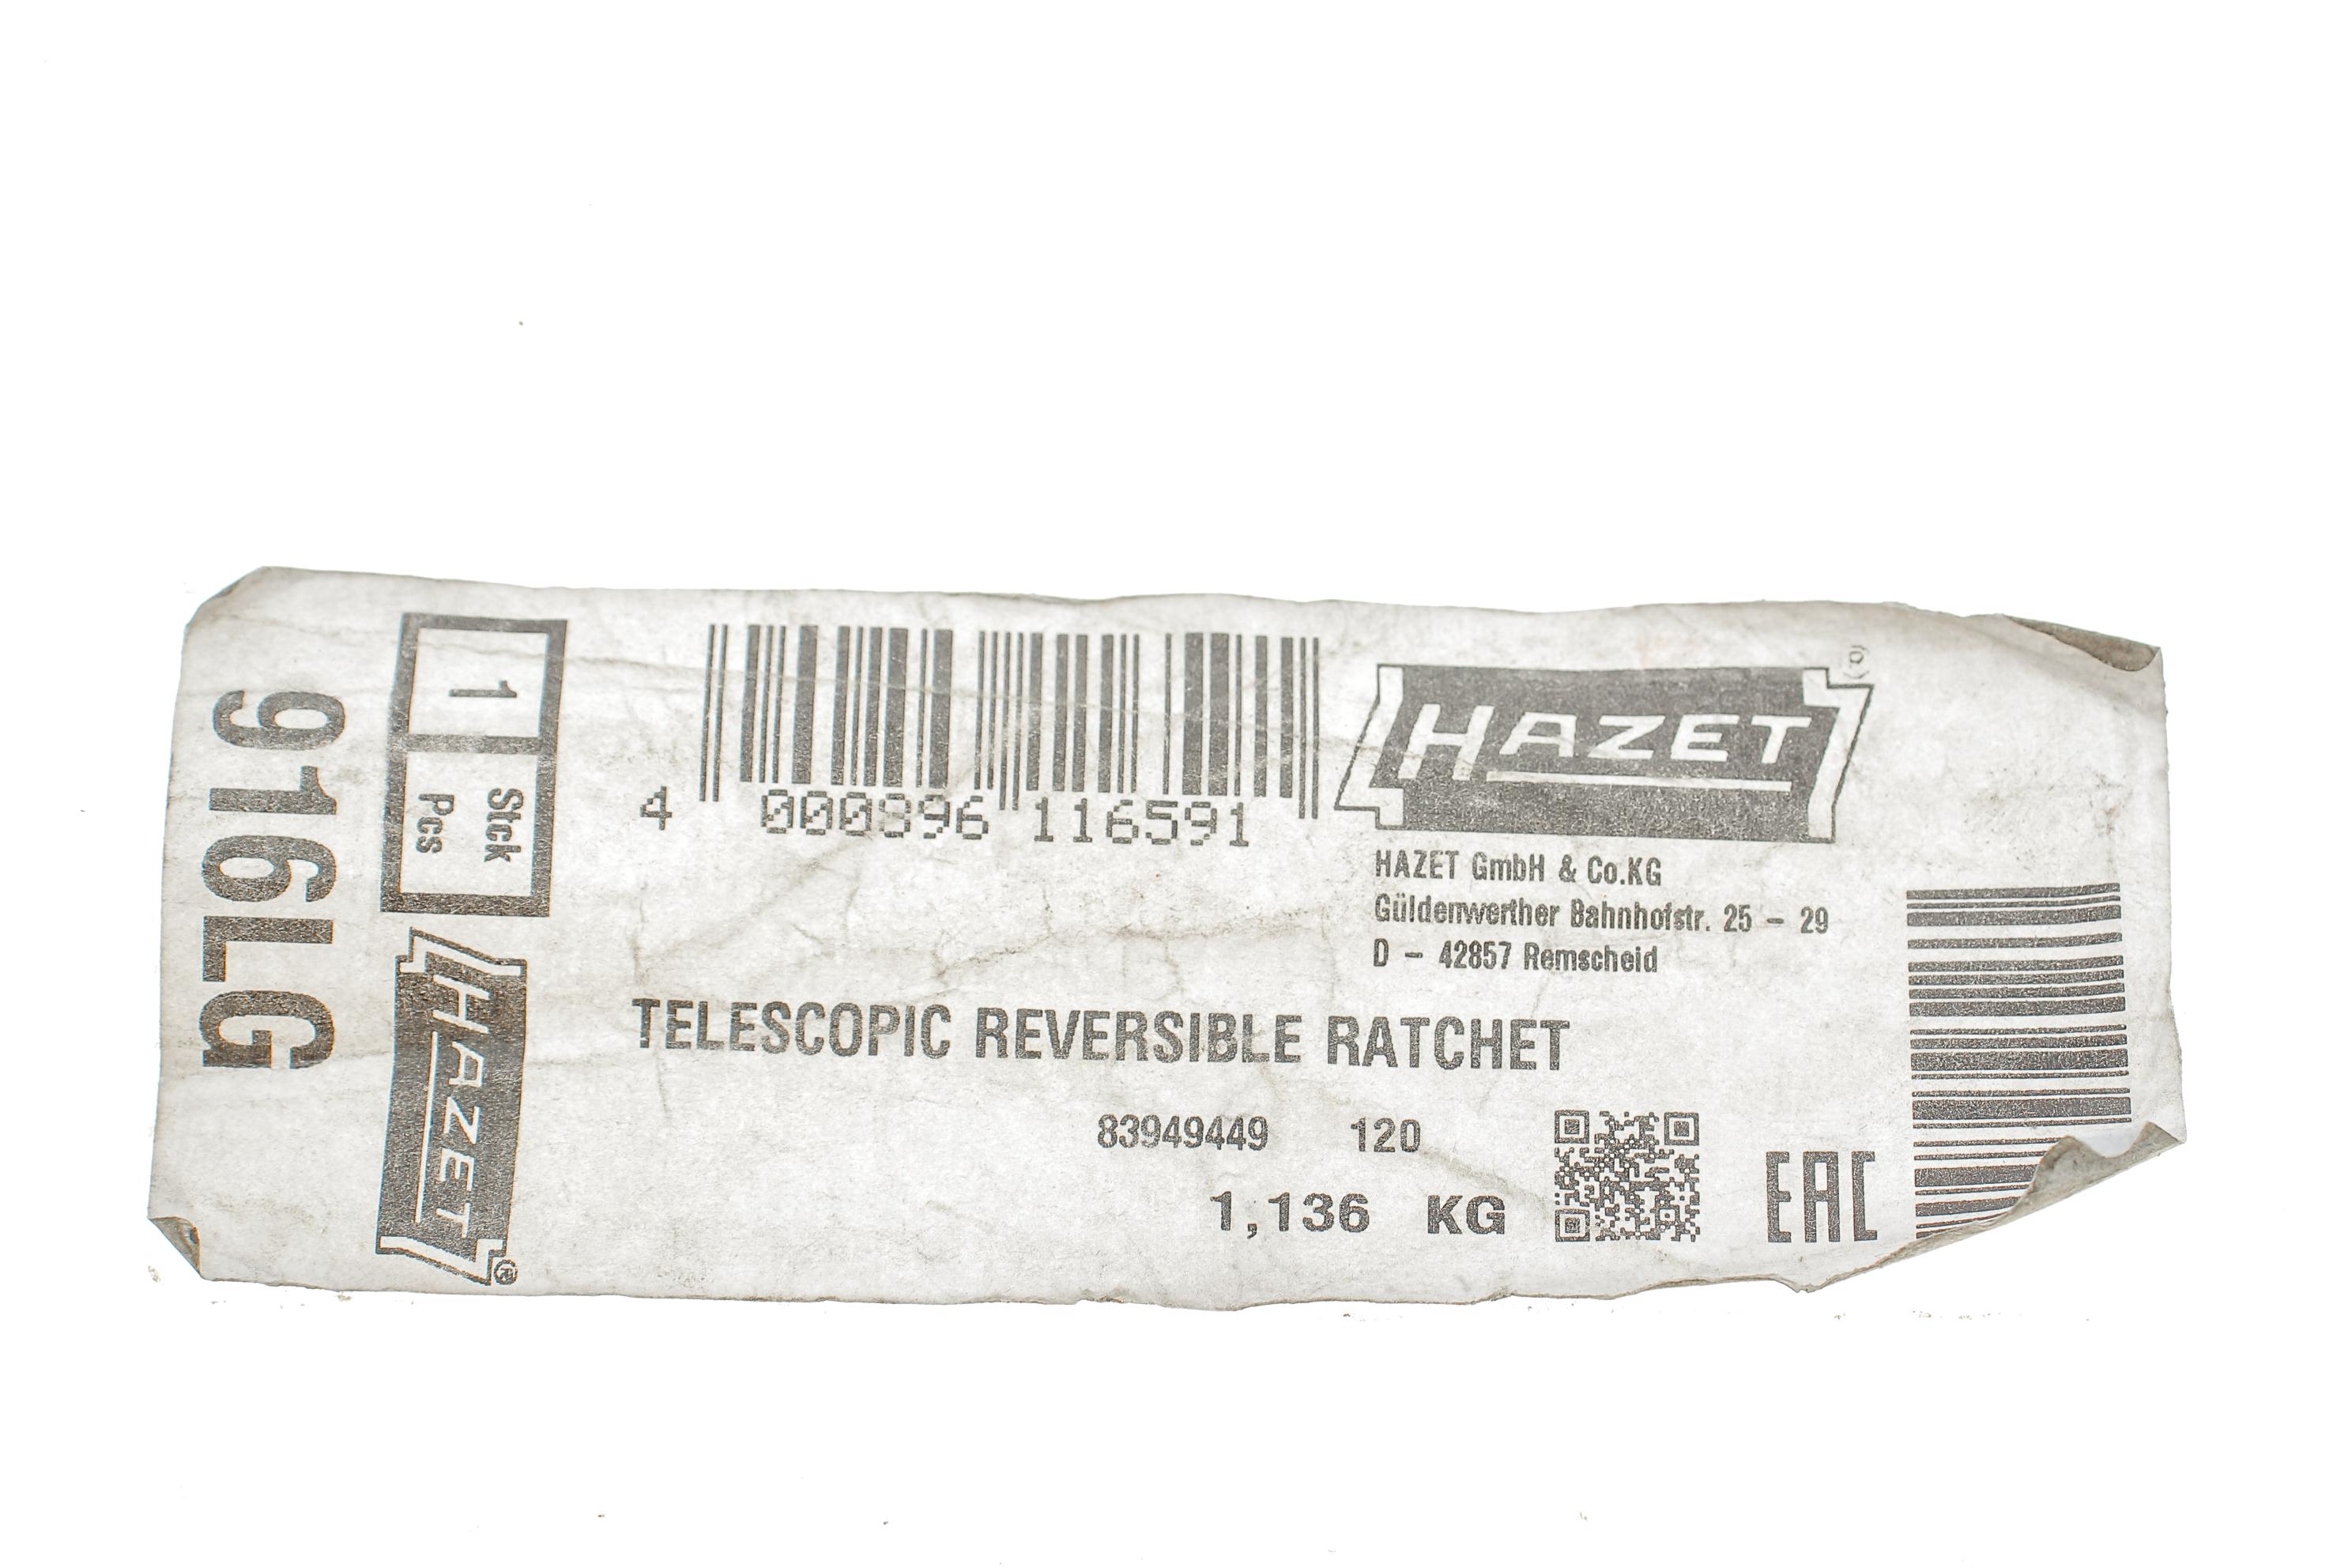 916LG
1 Stck
Pcs
HAZET®
4 000896 116591
HAZET®
HAZET GmbH & Co.KG
Güldenwerther Bahnhofstr. 25 – 29
D – 42857 Remscheid
TELESCOPIC REVERSIBLE RATCHET
83949449 120
1,136 KG
EAC